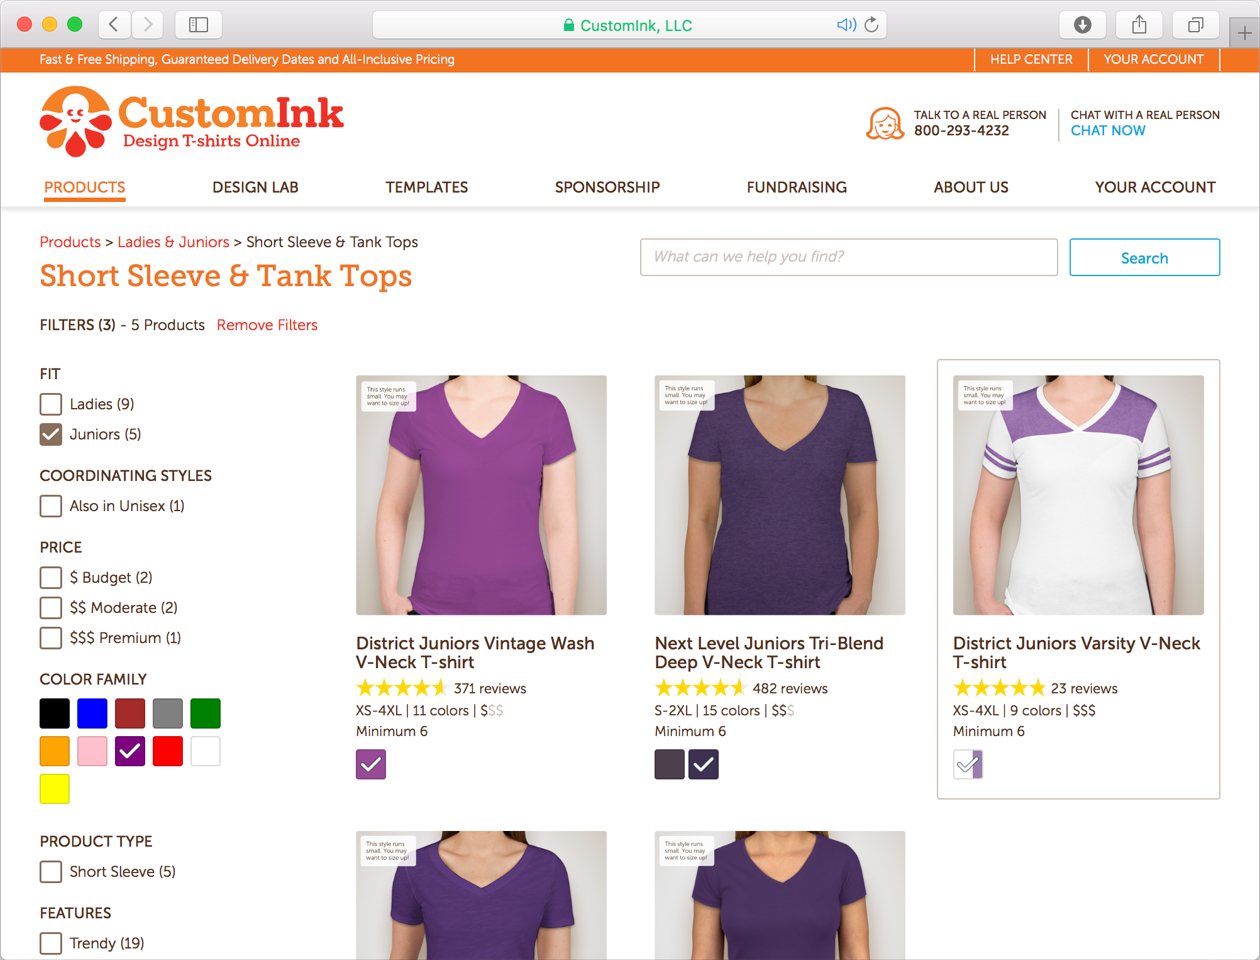 CustomInk, LLC
Fast & Free Shipping, Guaranteed Delivery Dates and All-Inclusive Pricing
HELP CENTER
YOUR ACCOUNT
CustomInk
Design T-shirts Online
TALK TO A REAL PERSON
800-293-4232
CHAT WITH A REAL PERSON
CHAT NOW
PRODUCTS
DESIGN LAB
TEMPLATES
SPONSORSHIP
FUNDRAISING
ABOUT US
YOUR ACCOUNT
Products > Ladies & Juniors > Short Sleeve & Tank Tops
What can we help you find?
Search
Short Sleeve & Tank Tops
FILTERS (3) - 5 Products Remove Filters
FIT
Ladies (9)
Juniors (5)
COORDINATING STYLES
Also in Unisex (1)
PRICE
$ Budget (2)
$$ Moderate (2)
$$$ Premium (1)
COLOR FAMILY
PRODUCT TYPE
Short Sleeve (5)
FEATURES
Trendy (19)
This style runs
small. You may
want to size up!
District Juniors Vintage Wash
V-Neck T-shirt
371 reviews
XS-4XL | 11 colors | $$$
Minimum 6
This style runs
small. You may
want to size up!
Next Level Juniors Tri-Blend
Deep V-Neck T-shirt
482 reviews
S-2XL | 15 colors | $$$
Minimum 6
This style runs
small. You may
want to size up!
District Juniors Varsity V-Neck
T-shirt
23 reviews
XS-4XL | 9 colors | $$$
Minimum 6
This style runs
small. You may
want to size up!
This style runs
small. You may
want to size up!